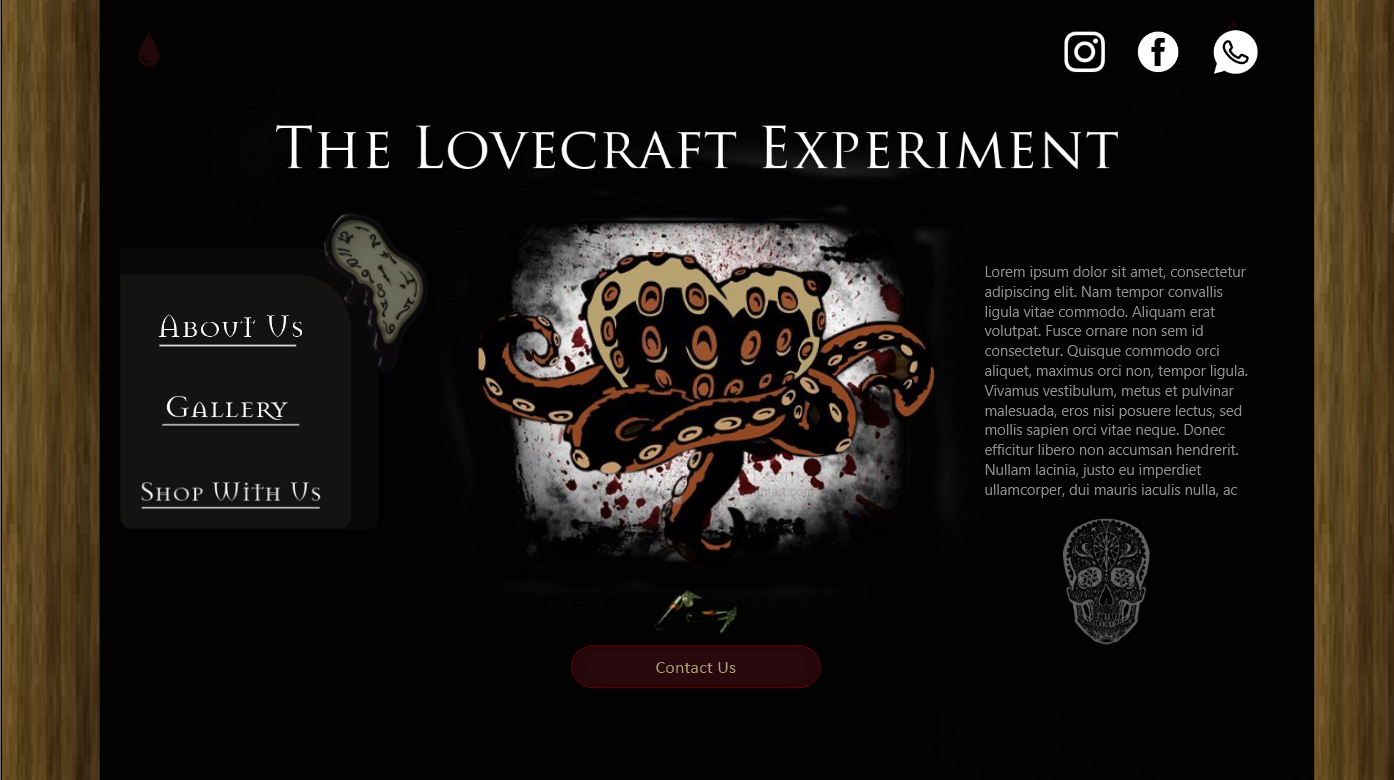 The Lovecraft Experiment
About Us
Gallery
Shop With Us
Lorem ipsum dolor sit amet, consectetur
adipiscing elit. Nam tempor convallis
ligula vitae commodo. Aliquam erat
volutpat. Fusce ornare non sem id
consectetur. Quisque commodo orci
aliquet, maximus orci non, tempor ligula.
Vivamus vestibulum, metus et pulvinar
malesuada, eros nisi posuere lectus, sed
mollis sapien orci vitae neque. Donec
efficitur libero non accumsan hendrerit.
Nullam lacinia, justo eu imperdiet
ullamcorper, dui mauris iaculis nulla, ac
Contact Us